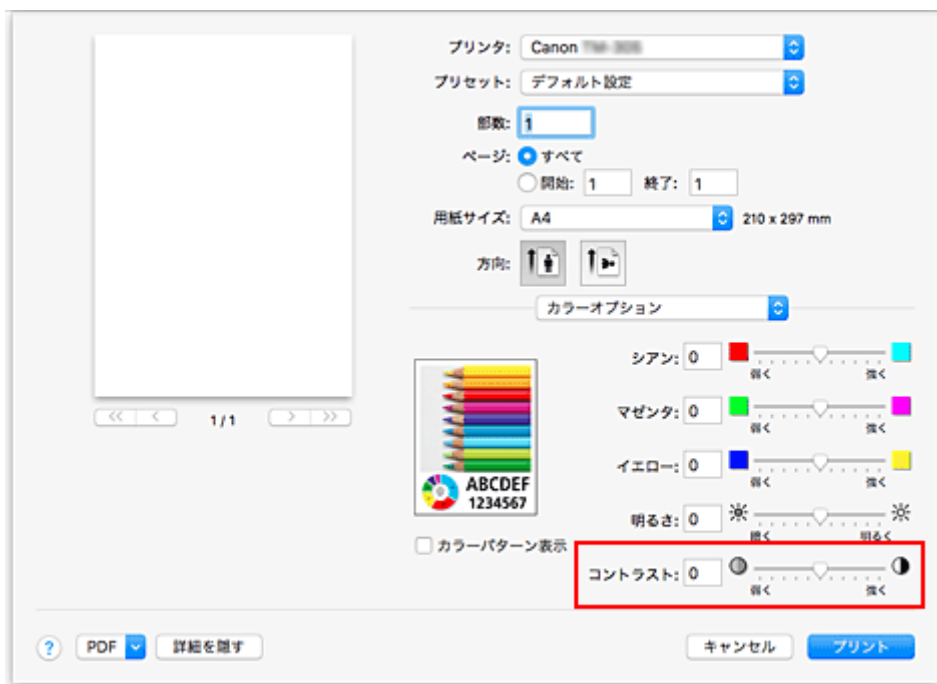 プリンタ: Canon
プリセット: デフォルト設定
部数: 1
ページ: すべて
開始: 1 終了: 1
用紙サイズ: A4 210 x 297 mm
方向:
カラーオプション
シアン: 0
弱く 強く
マゼンタ: 0
弱く 強く
イエロー: 0
弱く 強く
明るさ: 0
暗く 明るく
コントラスト: 0
弱く 強く
ABCDEF
1234567
カラーパターン表示
<< < 1 / 1 > >>
? PDF 詳細を隠す キャンセル プリント